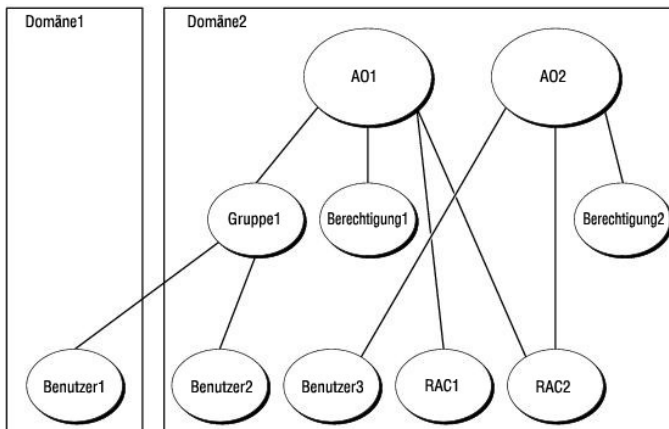 Domäne1
Domäne2
AO1
AO2
Gruppe1
Berechtigung1
Berechtigung2
Benutzer1
Benutzer2
Benutzer3
RAC1
RAC2